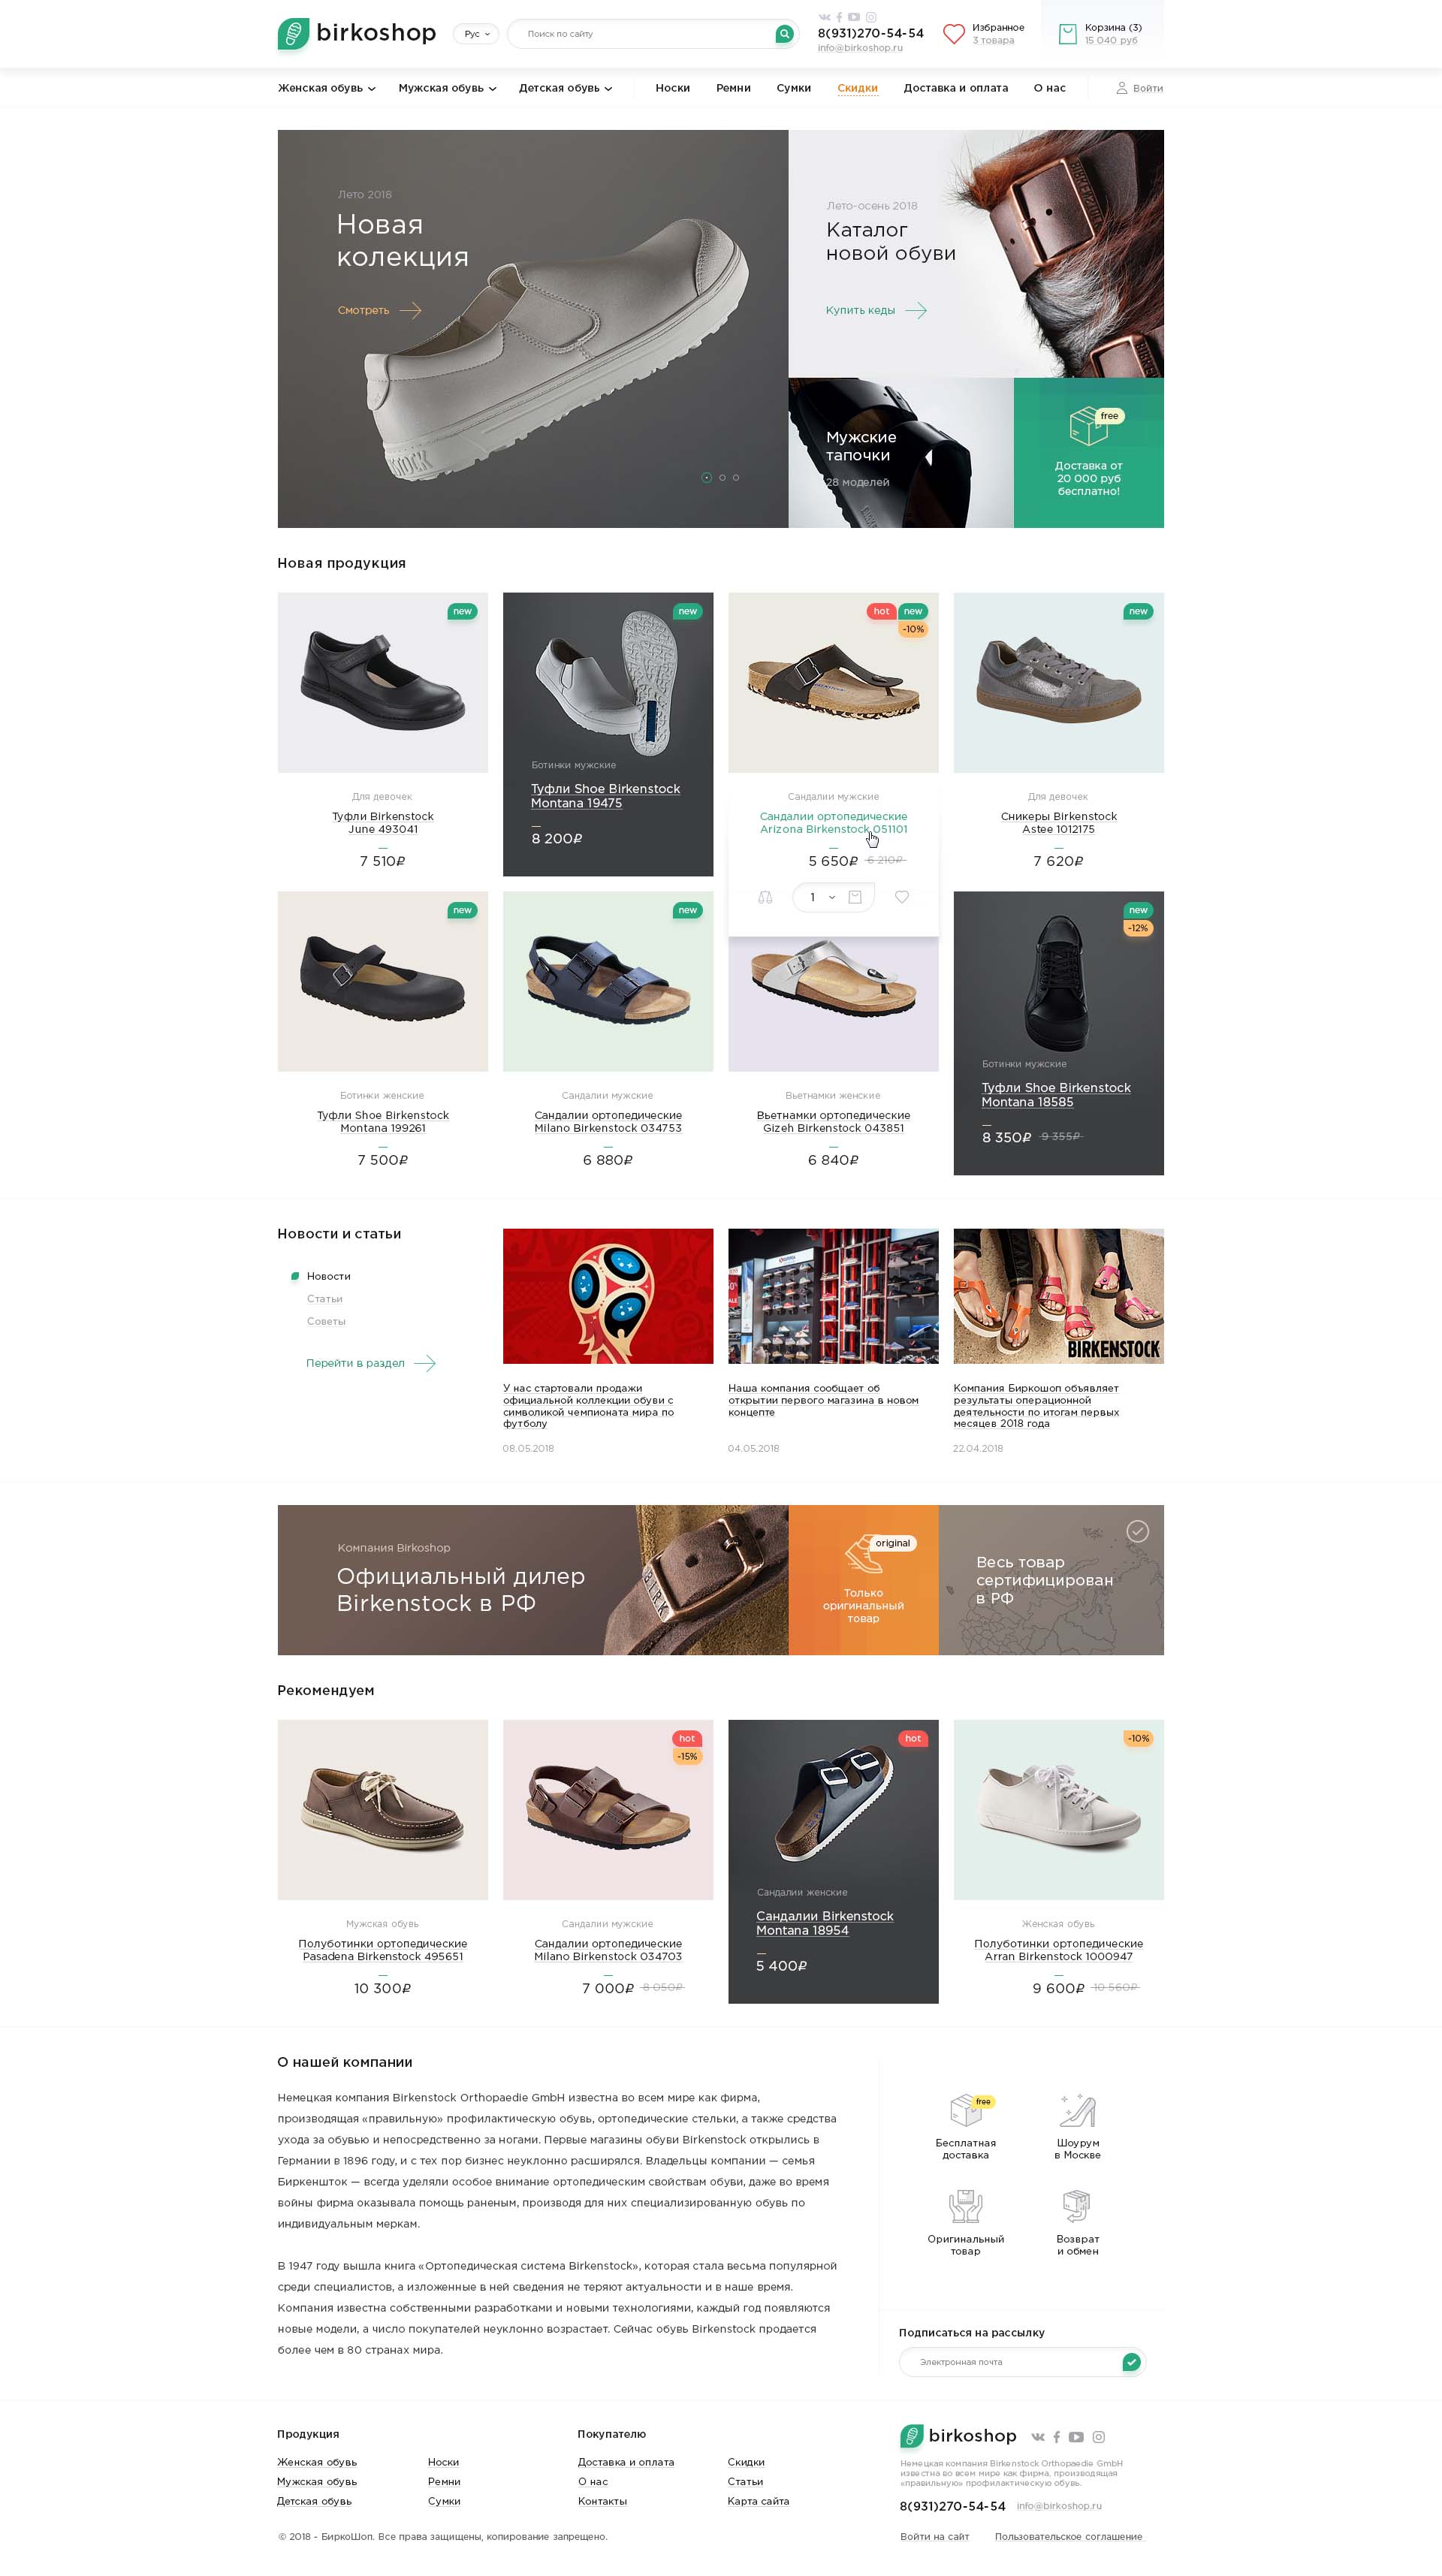 birkoshop
Рус
Поиск по сайту
8(931)270-54-54
info@birkoshop.ru
Избранное
3 товара
Корзина (3)
15 040 руб
Женская обувь
Мужская обувь
Детская обувь
Носки
Ремни
Сумки
Скидки
Доставка и оплата
О нас
Войти
Лето 2018
Новая
колекция
Смотреть
Лето-осень 2018
Каталог
новой обуви
Купить кеды
Мужские
тапочки
28 моделей
free
Доставка от
20 000 руб
бесплатно!
Новая продукция
new
Для девочек
Туфли Birkenstock
June 493041
7 510₽
new
Ботинки мужские
Туфли Shoe Birkenstock
Montana 19475
8 200₽
hot
new
-10%
Сандалии мужские
Сандалии ортопедические
Arizona Birkenstock 051101
5 650₽ 6 210₽
1
new
Для девочек
Сникеры Birkenstock
Astee 1012175
7 620₽
new
Ботинки женские
Туфли Shoe Birkenstock
Montana 199261
7 500₽
new
Сандалии мужские
Сандалии ортопедические
Milano Birkenstock 034753
6 880₽
Вьетнамки женские
Вьетнамки ортопедические
Gizeh Birkenstock 043851
6 840₽
new
-12%
Ботинки мужские
Туфли Shoe Birkenstock
Montana 18585
8 350₽ 9 355₽
Новости и статьи
Новости
Статьи
Советы
Перейти в раздел
У нас стартовали продажи
официальной коллекции обуви с
символикой чемпионата мира по
футболу
08.05.2018
Наша компания сообщает об
открытии первого магазина в новом
концепте
04.05.2018
BIRKENSTOCK
Компания Биркошоп объявляет
результаты операционной
деятельности по итогам первых
месяцев 2018 года
22.04.2018
Компания Birkoshop
Официальный дилер
Birkenstock в РФ
BIRK
original
Только
оригинальный
товар
Весь товар
сертифицирован
в РФ
Рекомендуем
Мужская обувь
Полуботинки ортопедические
Pasadena Birkenstock 495651
10 300₽
hot
-15%
Сандалии мужские
Сандалии ортопедические
Milano Birkenstock 034703
7 000₽ 8 050₽
hot
Сандалии женские
Сандалии Birkenstock
Montana 18954
5 400₽
-10%
Женская обувь
Полуботинки ортопедические
Arran Birkenstock 1000947
9 600₽ 10 560₽
О нашей компании
Немецкая компания Birkenstock Orthopaedie GmbH известна во всем мире как фирма,
производящая «правильную» профилактическую обувь, ортопедические стельки, а также средства
ухода за обувью и непосредственно за ногами. Первые магазины обуви Birkenstock открылись в
Германии в 1896 году, и с тех пор бизнес неуклонно расширялся. Владельцы компании — семья
Биркеншток — всегда уделяли особое внимание ортопедическим свойствам обуви, даже во время
войны фирма оказывала помощь раненым, производя для них специализированную обувь по
индивидуальным меркам.
В 1947 году вышла книга «Ортопедическая система Birkenstock», которая стала весьма популярной
среди специалистов, а изложенные в ней сведения не теряют актуальности и в наше время.
Компания известна собственными разработками и новыми технологиями, каждый год появляются
новые модели, а число покупателей неуклонно возрастает. Сейчас обувь Birkenstock продается
более чем в 80 странах мира.
free
Бесплатная
доставка
Шоурум
в Москве
Оригинальный
товар
Возврат
и обмен
Подписаться на рассылку
Электронная почта
Продукция
Женская обувь
Мужская обувь
Детская обувь
Носки
Ремни
Сумки
Покупателю
Доставка и оплата
О нас
Контакты
Скидки
Статьи
Карта сайта
birkoshop
Немецкая компания Birkenstock Orthopaedie GmbH
известна во всем мире как фирма, производящая
«правильную» профилактическую обувь.
8(931)270-54-54
info@birkoshop.ru
© 2018 - БиркоШоп. Все права защищены, копирование запрещено.
Войти на сайт
Пользовательское соглашение